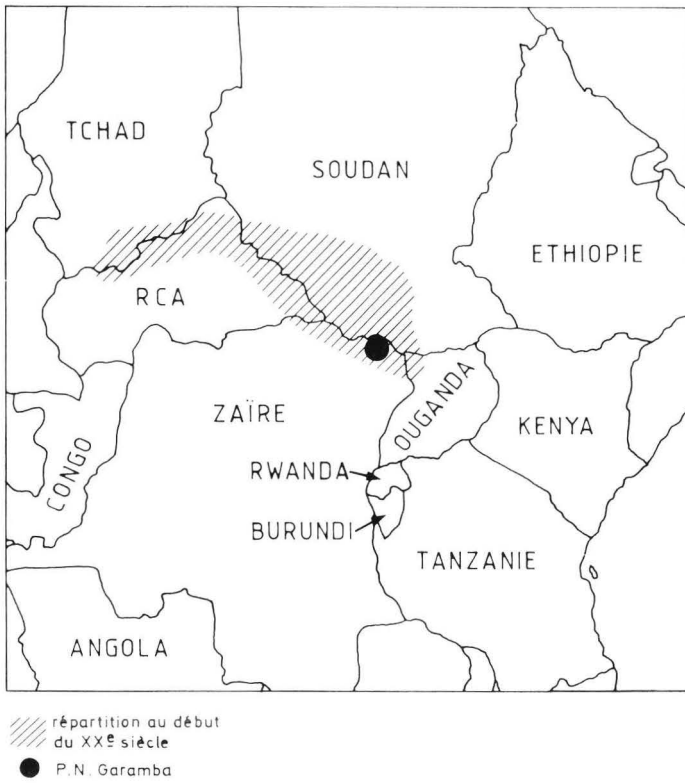 TCHAD
SOUDAN
ETHIOPIE
RCA
ZAÏRE
OUGANDA
KENYA
CONGO
RWANDA
BURUNDI
TANZANIE
ANGOLA
répartition au début
du XXe siècle
P.N. Garamba